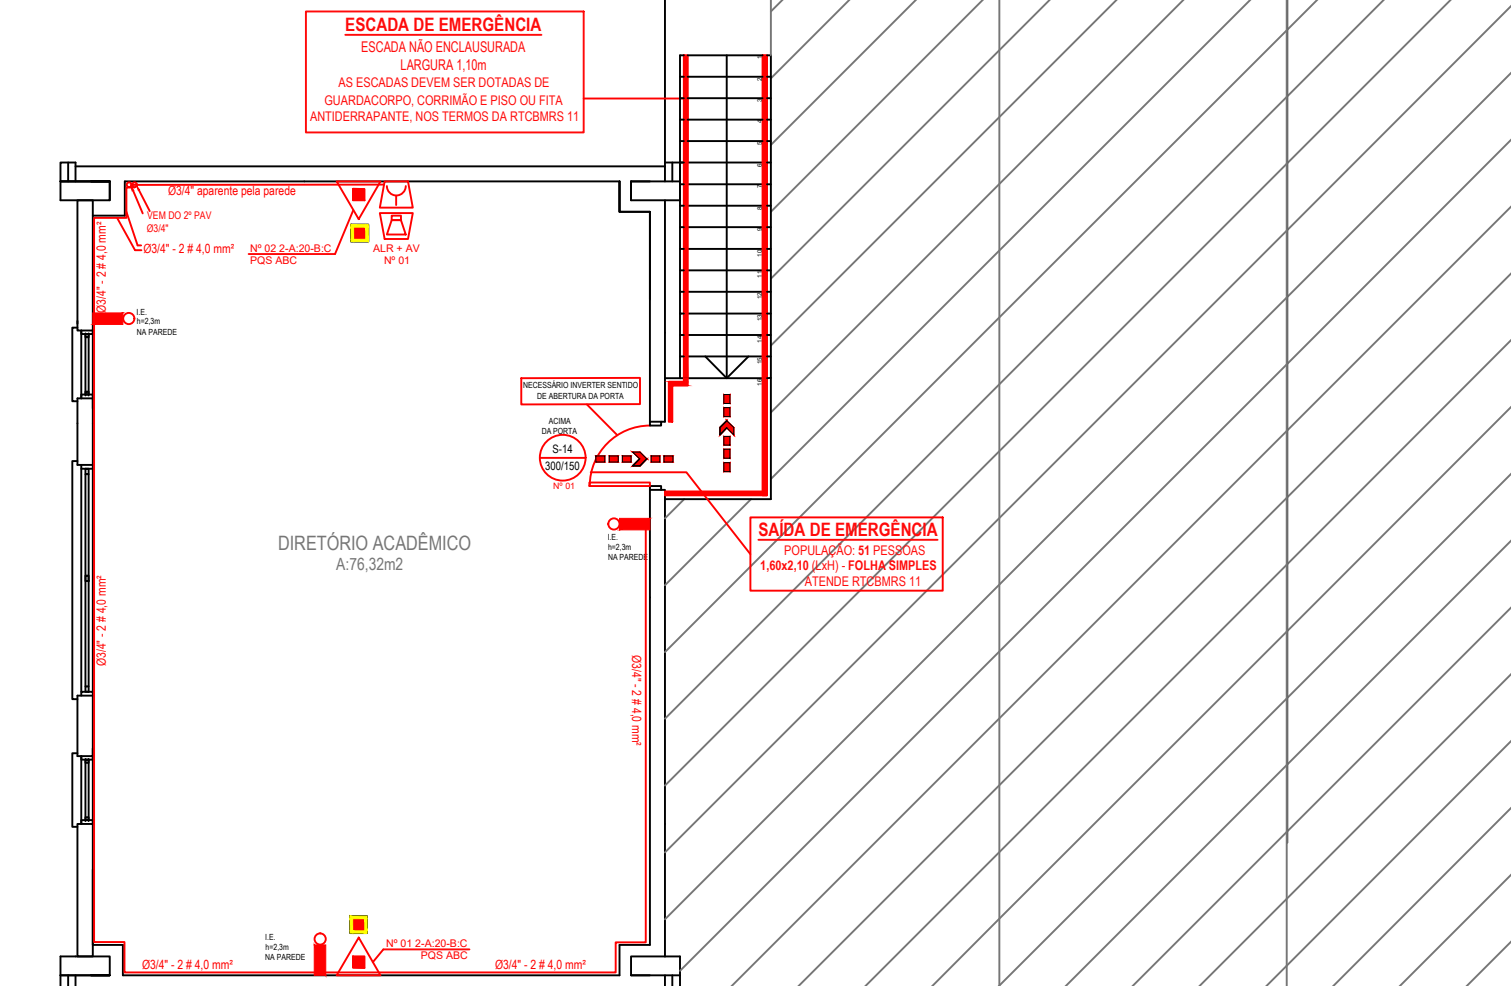 ESCADA DE EMERGÊNCIA
ESCADA NÃO ENCLAUSURADA
LARGURA 1,10m
AS ESCADAS DEVEM SER DOTADAS DE
GUARDACORPO, CORRIMÃO E PISO OU FITA
ANTIDERRAPANTE, NOS TERMOS DA RTCBMRS 11
Ø3/4" aparente pela parede
VEM DO 2º PAV
Ø3/4"
Ø3/4" - 2 # 4,0 mm²
Nº 02 2-A:20-B:C
PQS ABC
ALR + AV
Nº 01
Ø3/4" - 2 # 4,0 mm²
I.E.
h=2,3m
NA PAREDE
NECESSÁRIO INVERTER SENTIDO
DE ABERTURA DA PORTA
ACIMA
DA PORTA
S-14
300/150
Nº 01
SAÍDA DE EMERGÊNCIA
POPULAÇÃO: 51 PESSOAS
1,60x2,10 (LxH) - FOLHA SIMPLES
ATENDE RTCBMRS 11
I.E.
h=2,3m
NA PAREDE
DIRETÓRIO ACADÊMICO
A:76,32m2
Ø3/4" - 2 # 4,0 mm²
Ø3/4" - 2 # 4,0 mm²
I.E.
h=2,3m
NA PAREDE
Nº 01 2-A:20-B:C
PQS ABC
Ø3/4" - 2 # 4,0 mm²
Ø3/4" - 2 # 4,0 mm²